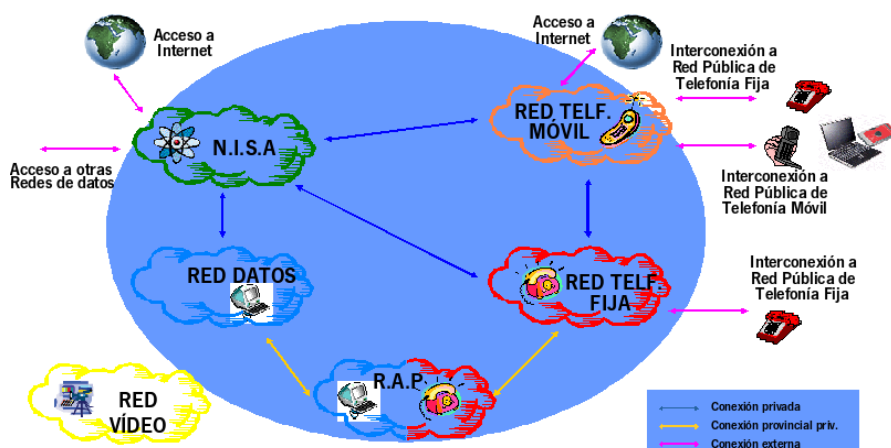 Acceso a
Internet
Acceso a
Internet
Interconexión a
Red Pública de
Telefonía Fija
RED TELF.
MÓVIL
N.I.S.A
Acceso a otras
Redes de datos
Interconexión a
Red Pública de
Telefonía Móvil
RED DATOS
RED TELF.
FIJA
Interconexión a
Red Pública de
Telefonía Fija
R.A.P.
RED
VÍDEO
Conexión privada
Conexión provincial priv.
Conexión externa